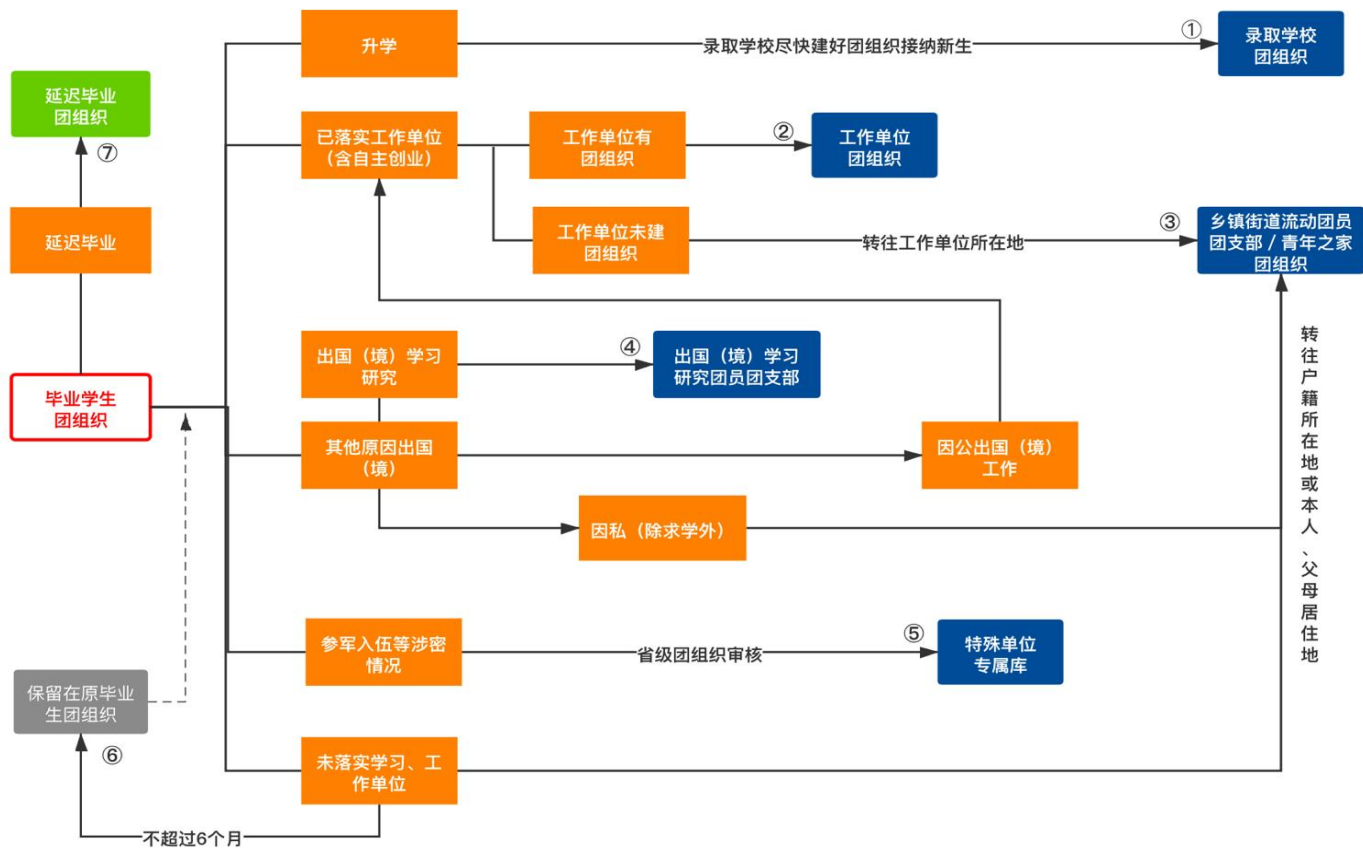 升学
录取学校尽快建好团组织接纳新生
①
录取学校
团组织
延迟毕业
团组织
⑦
延迟毕业
已落实工作单位
（含自主创业）
工作单位有
团组织
②
工作单位
团组织
工作单位未建
团组织
转往工作单位所在地
③
乡镇街道流动团员
团支部 / 青年之家
团组织
出国（境）学习
研究
④
出国（境）学习
研究团员团支部
毕业学生
团组织
其他原因出国
（境）
因公出国（境）
工作
因私（除求学外）
转往户籍所在地或本人、父母居住地
参军入伍等涉密
情况
省级团组织审核
⑤
特殊单位
专属库
保留在原毕业
生团组织
⑥
未落实学习、工
作单位
不超过6个月